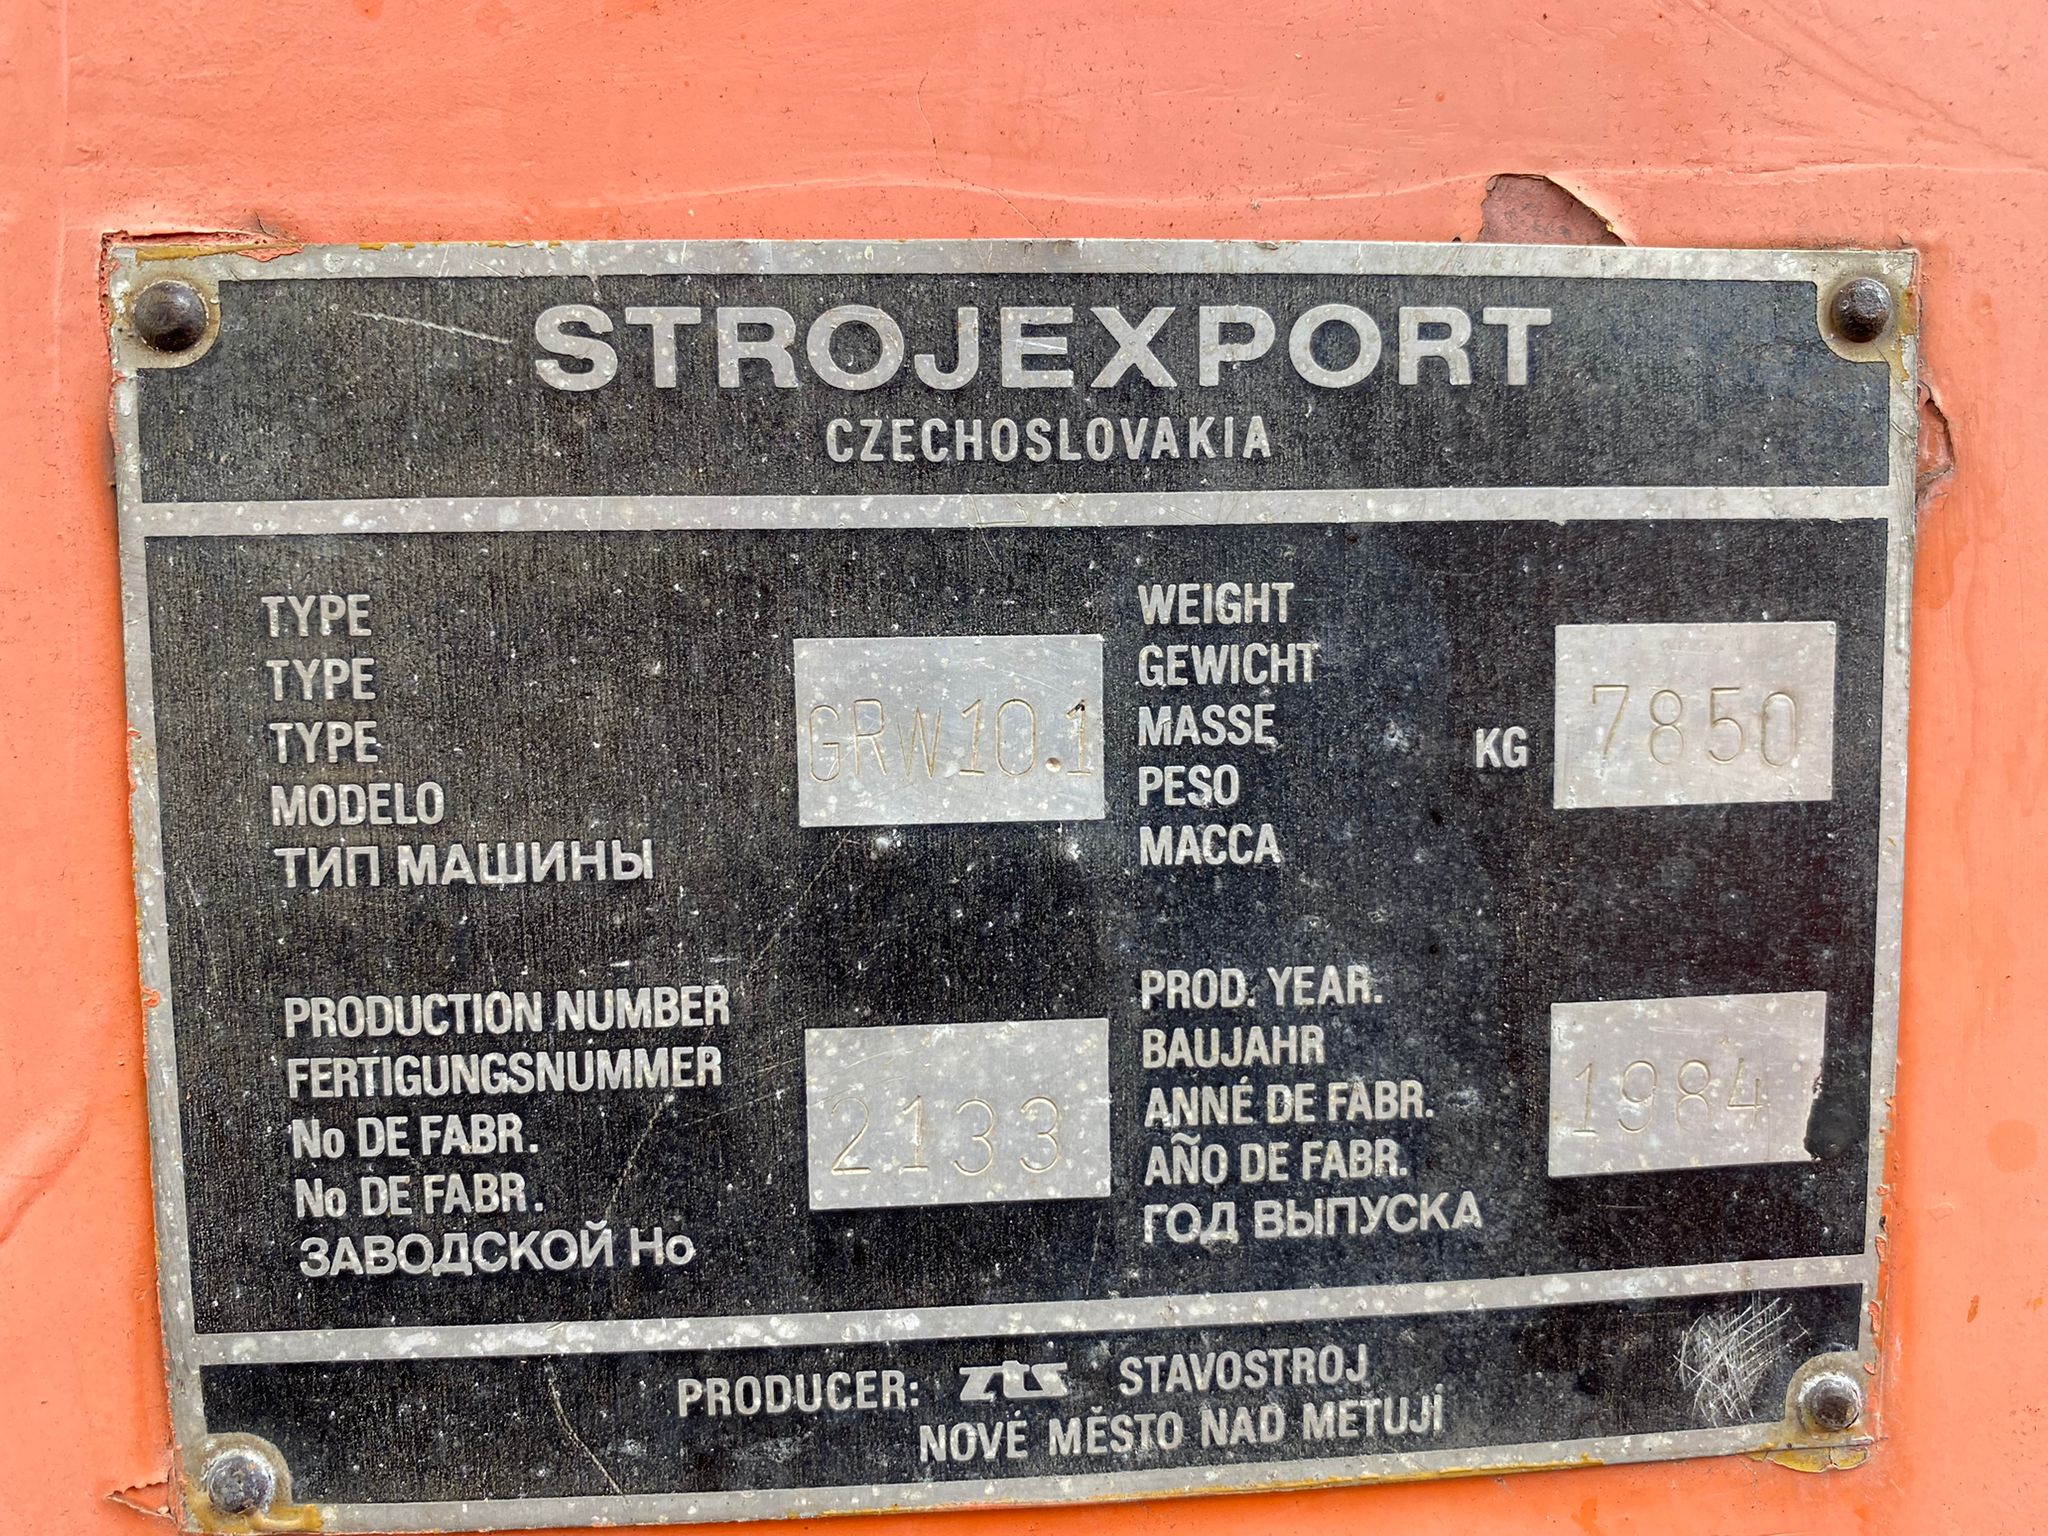 STROJEXPORT
CZECHOSLOVAKIA
TYPE
TYPE
TYPE
MODELO
ТИП МАШИНЫ
GRW10.1
WEIGHT
GEWICHT
MASSE
PESO
МАССА
KG
7850
PRODUCTION NUMBER
FERTIGUNGSNUMMER
No DE FABR.
No DE FABR.
ЗАВОДСКОЙ Но
2133
PROD. YEAR.
BAUJAHR
ANNÉ DE FABR.
AÑO DE FABR.
ГОД ВЫПУСКА
1984
PRODUCER: zts STAVOSTROJ
NOVÉ MĚSTO NAD METUJÍ